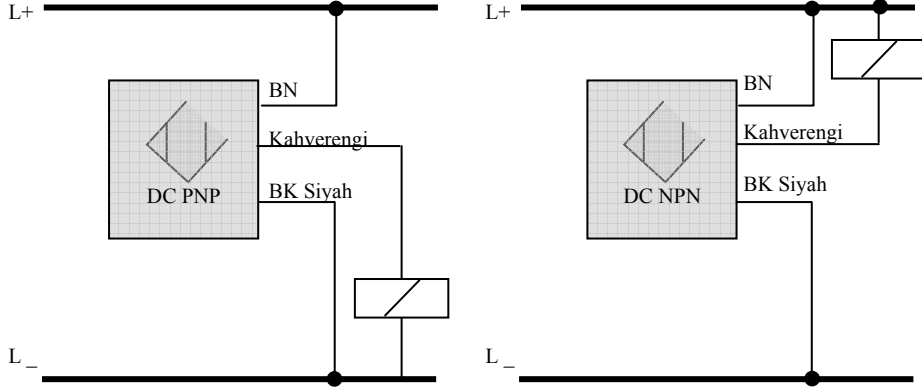 L+
BN
Kahverengi
DC PNP
BK Siyah
L _
L+
BN
Kahverengi
DC NPN
BK Siyah
L _